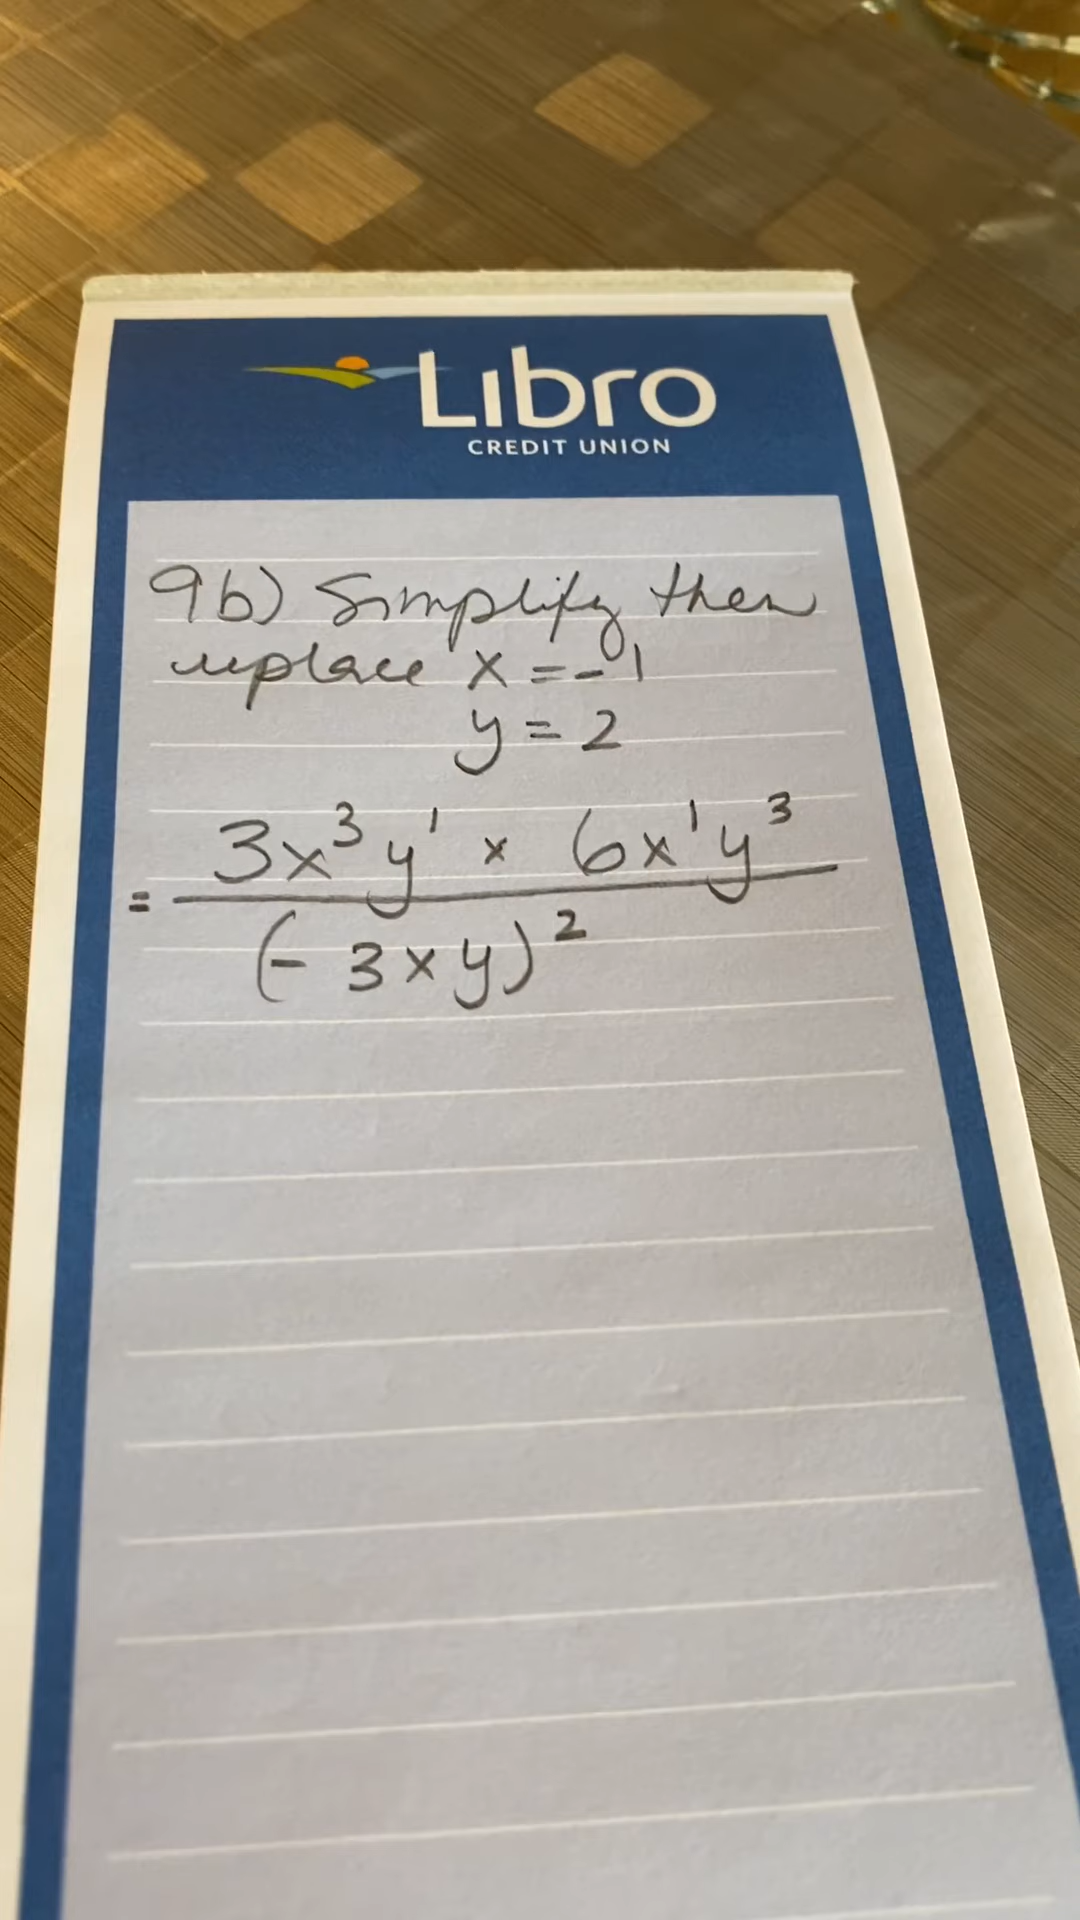 Libro
CREDIT UNION
9b) Simplify then
replace x = -1
y = 2
= 3x³y¹ × 6x¹y³
(-3xy)²